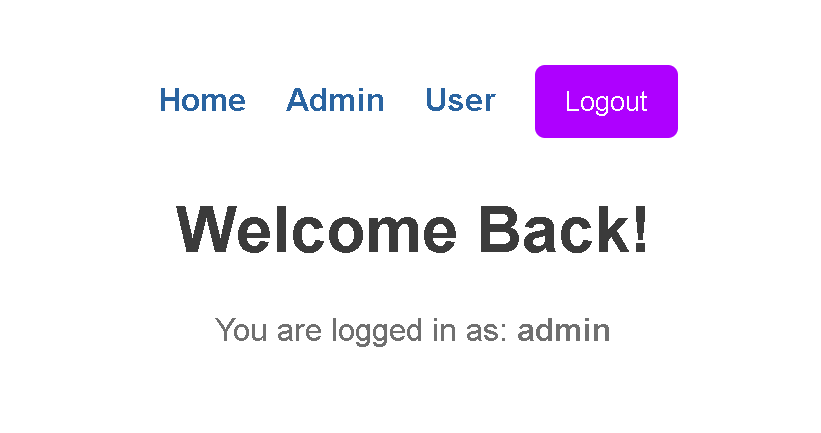 Home Admin User Logout
Welcome Back!
You are logged in as: admin